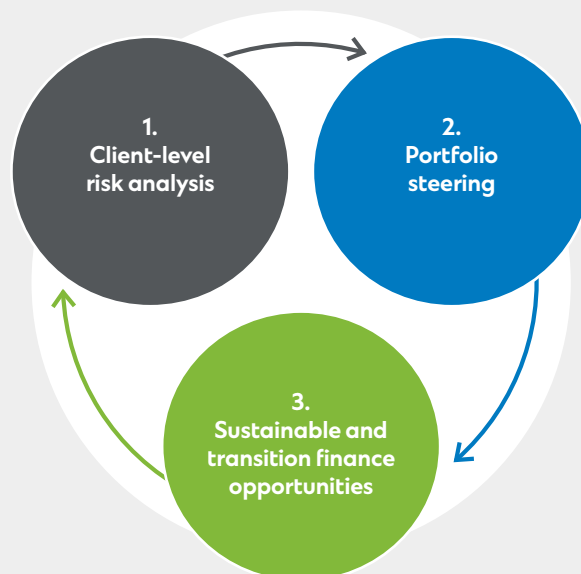 1.
Client-level
risk analysis
2.
Portfolio
steering
3.
Sustainable and
transition finance
opportunities